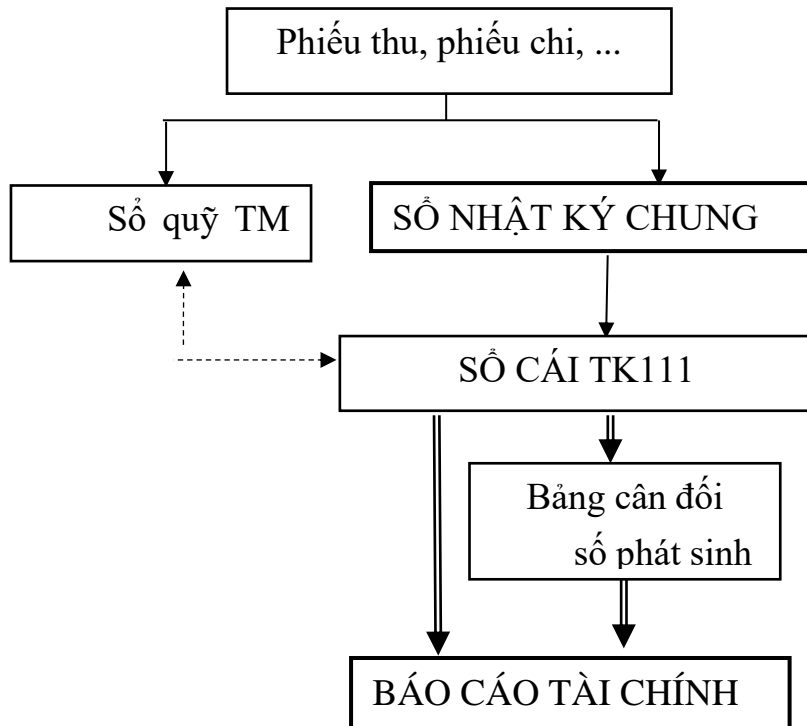 Phiếu thu, phiếu chi, ...
Sổ quỹ TM
SỔ NHẬT KÝ CHUNG
SỔ CÁI TK111
Bảng cân đối
số phát sinh
BÁO CÁO TÀI CHÍNH